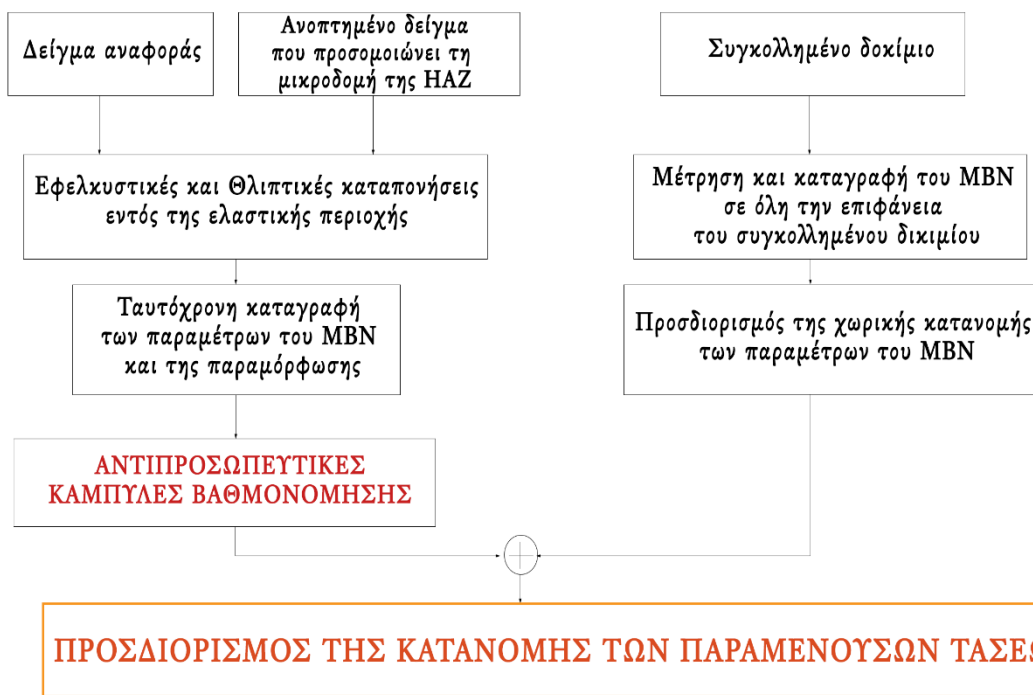 Δείγμα αναφοράς
Ανοπτημένο δείγμα
που προσομοιώνει τη
μικροδομή της HAZ
Συγκολλημένο δοκίμιο
Εφελκυστικές και Θλιπτικές καταπονήσεις
εντός της ελαστικής περιοχής
Μέτρηση και καταγραφή του MBN
σε όλη την επιφάνεια
του συγκολλημένου δικιμίου
Ταυτόχρονη καταγραφή
των παραμέτρων του MBN
και της παραμόρφωσης
Προσδιορισμός της χωρικής κατανομής
των παραμέτρων του MBN
ΑΝΤΙΠΡΟΣΩΠΕΥΤΙΚΕΣ
ΚΑΜΠΥΛΕΣ ΒΑΘΜΟΝΟΜΗΣΗΣ
ΠΡΟΣΔΙΟΡΙΣΜΟΣ ΤΗΣ ΚΑΤΑΝΟΜΗΣ ΤΩΝ ΠΑΡΑΜΕΝΟΥΣΩΝ